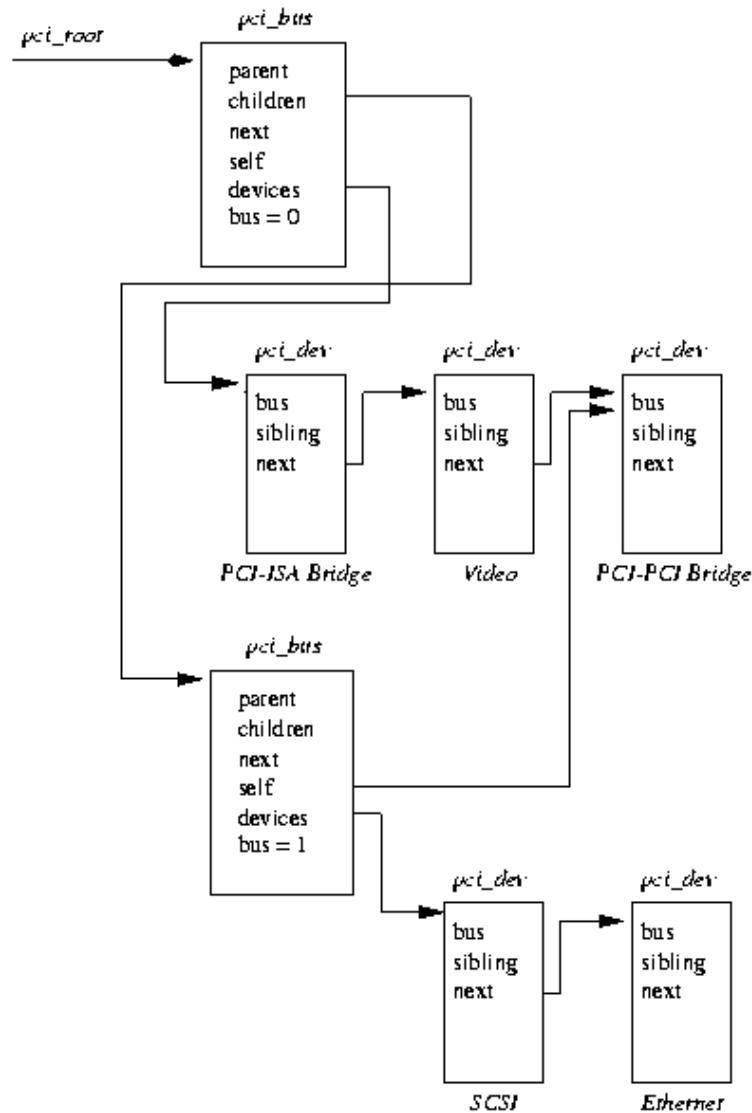 pci_root
pci_bus
parent
children
next
self
devices
bus = 0
pci_dev
bus
sibling
next
PCI-ISA Bridge
pci_dev
bus
sibling
next
Video
pci_dev
bus
sibling
next
PCI-PCI Bridge
pci_bus
parent
children
next
self
devices
bus = 1
pci_dev
bus
sibling
next
SCSI
pci_dev
bus
sibling
next
Ethernet